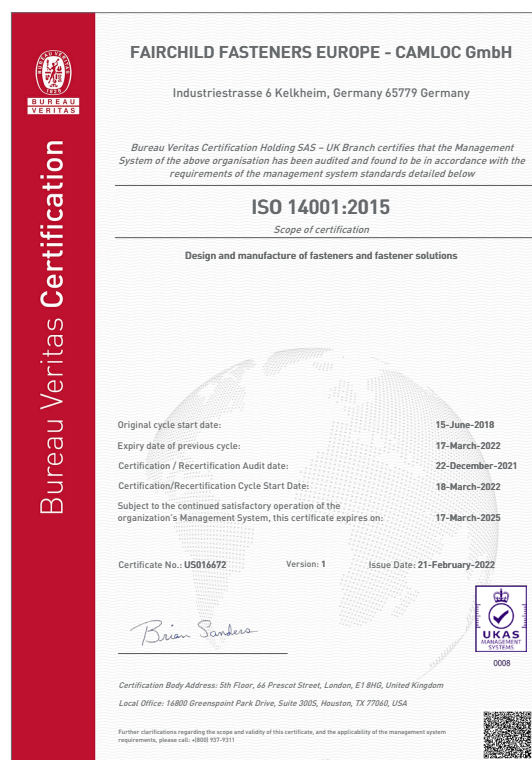 BUREAU VERITAS
1828
BUREAU
VERITAS
Bureau Veritas Certification
FAIRCHILD FASTENERS EUROPE - CAMLOC GmbH
Industriestrasse 6 Kelkheim, Germany 65779 Germany
Bureau Veritas Certification Holding SAS – UK Branch certifies that the Management
System of the above organisation has been audited and found to be in accordance with the
requirements of the management system standards detailed below
ISO 14001:2015
Scope of certification
Design and manufacture of fasteners and fastener solutions
Original cycle start date: 15-June-2018
Expiry date of previous cycle: 17-March-2022
Certification / Recertification Audit date: 22-December-2021
Certification/Recertification Cycle Start Date: 18-March-2022
Subject to the continued satisfactory operation of the
organization's Management System, this certificate expires on: 17-March-2025
Certificate No.: US016672 Version: 1 Issue Date: 21-February-2022
Brian Sanders
UKAS
MANAGEMENT
SYSTEMS
0008
Certification Body Address: 5th Floor, 66 Prescot Street, London, E1 8HG, United Kingdom
Local Office: 16800 Greenspoint Park Drive, Suite 300S, Houston, TX 77060, USA
Further clarifications regarding the scope and validity of this certificate, and the applicability of the management system
requirements, please call: +(800) 937-9311